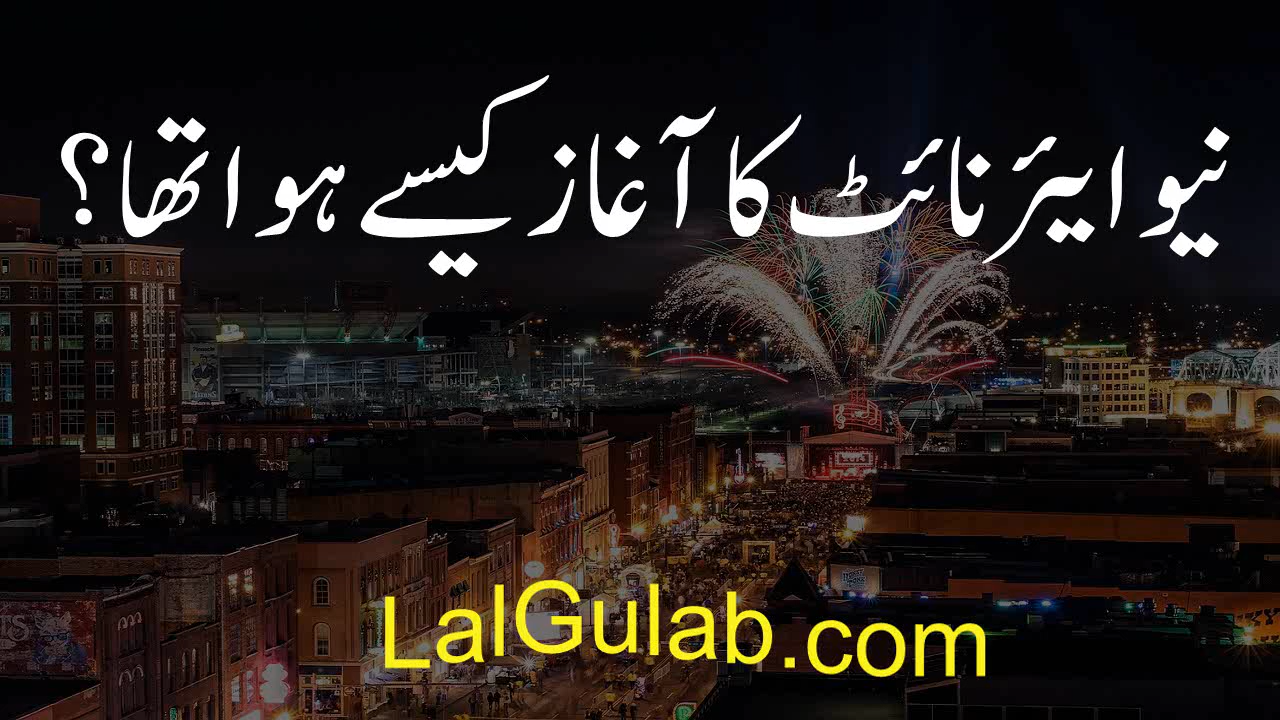 نیو ایئر نائٹ کا آغاز کیسے ہوا تھا؟
LalGulab.com